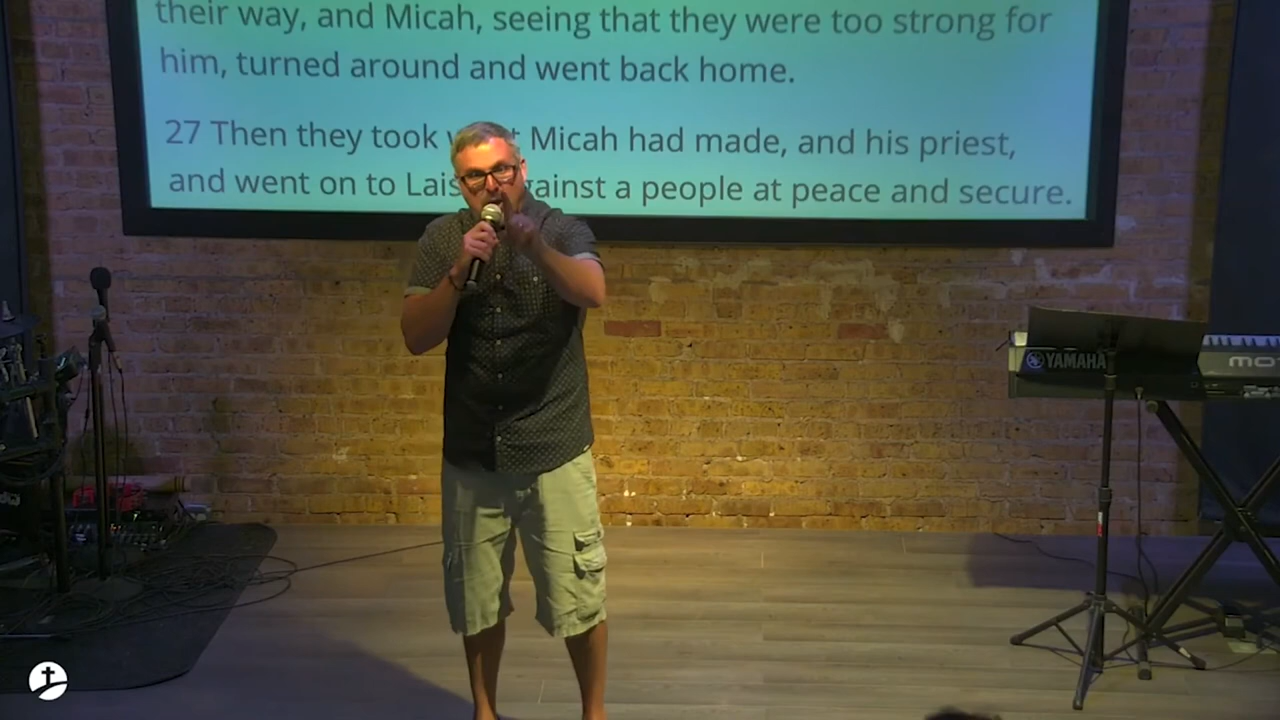 their way, and Micah, seeing that they were too strong for
him, turned around and went back home.
27 Then they took Micah had made, and his priest,
and went on to a people at peace and secure.
YAMAHA